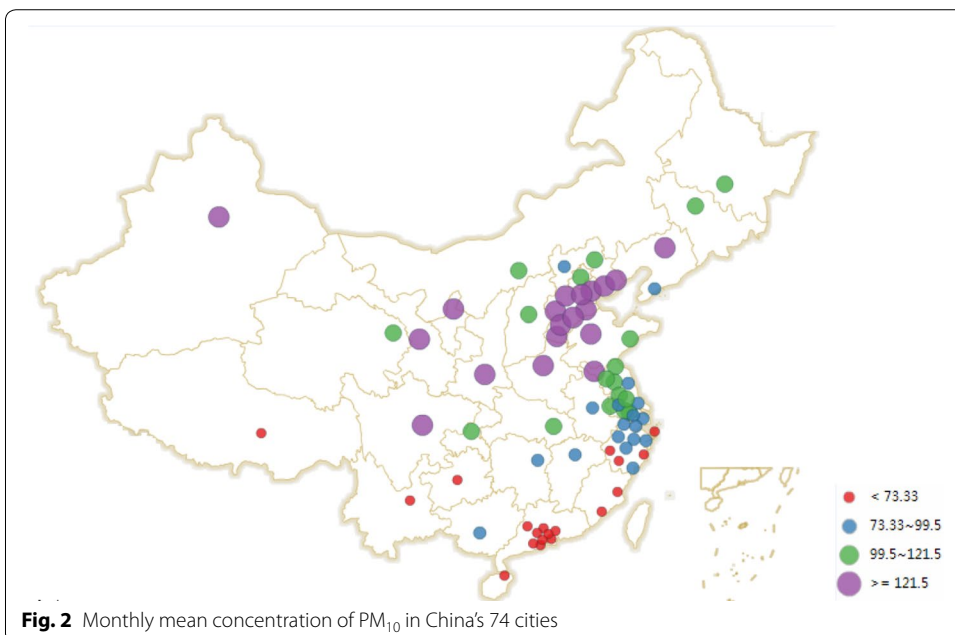 < 73.33
73.33~99.5
99.5~121.5
>= 121.5
Fig. 2 Monthly mean concentration of PM₁₀ in China's 74 cities